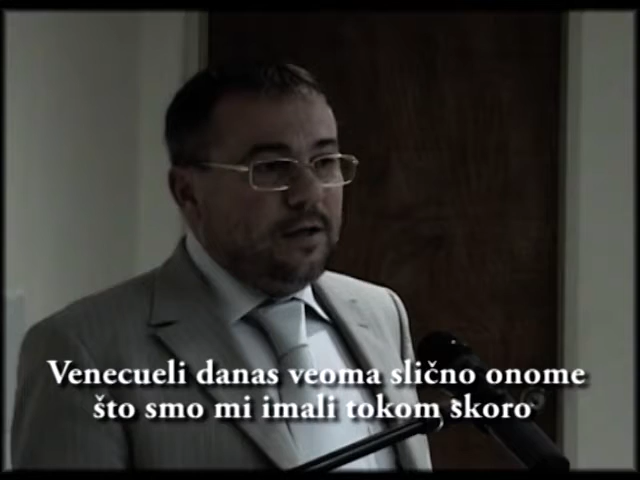 Venecueli danas veoma slično onome
što smo mi imali tokom skoro